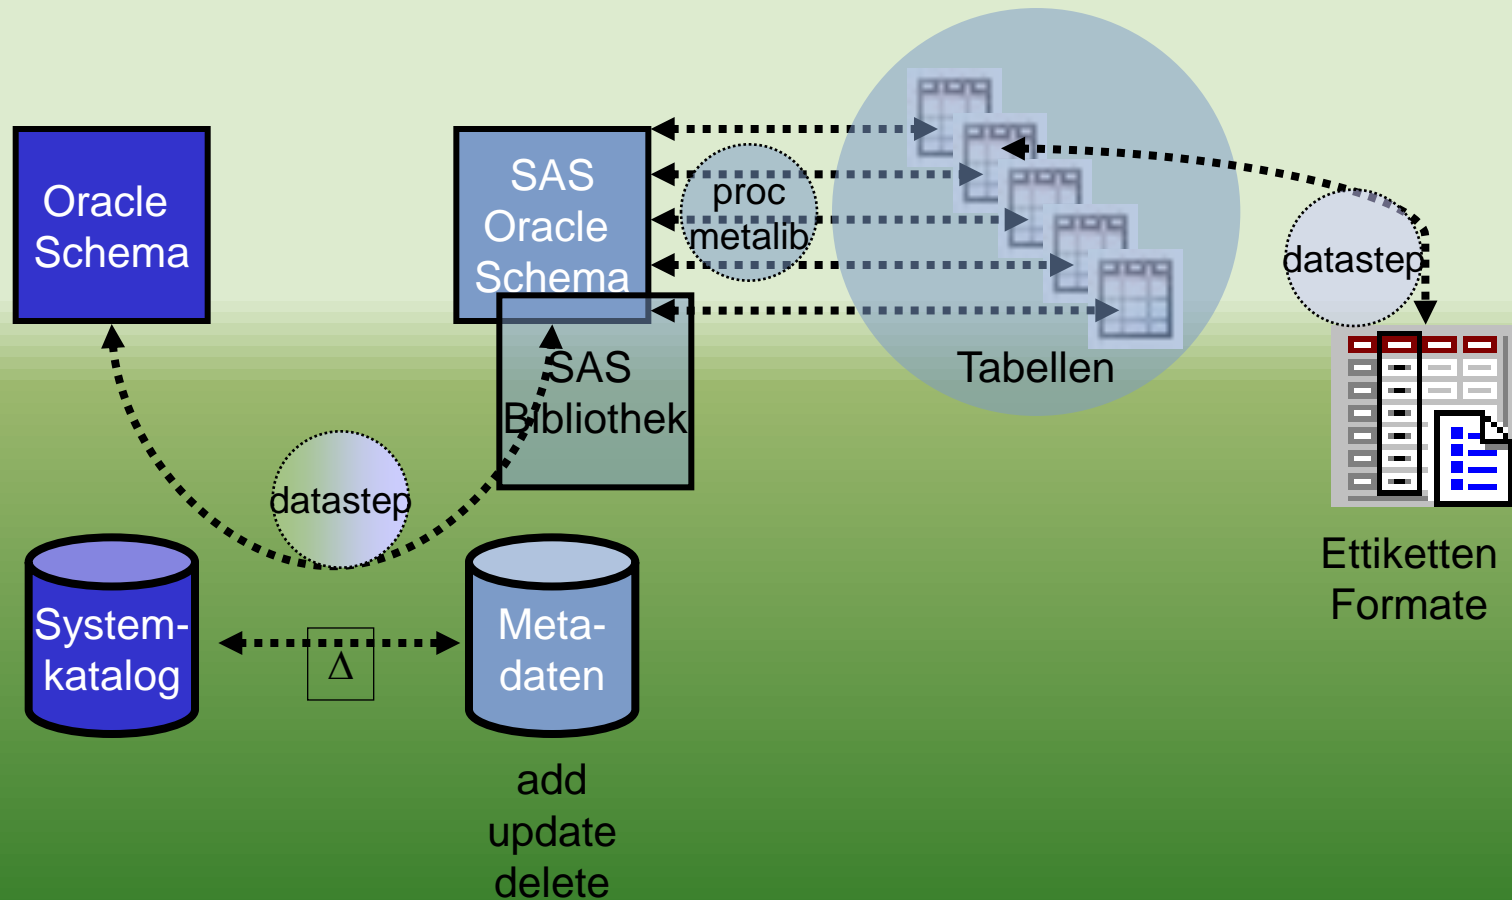 Oracle
Schema
SAS
Oracle
Schema
SAS
Bibliothek
proc
metalib
Tabellen
datastep
Ettiketten
Formate
datastep
System-
katalog
Δ
Meta-
daten
add
update
delete